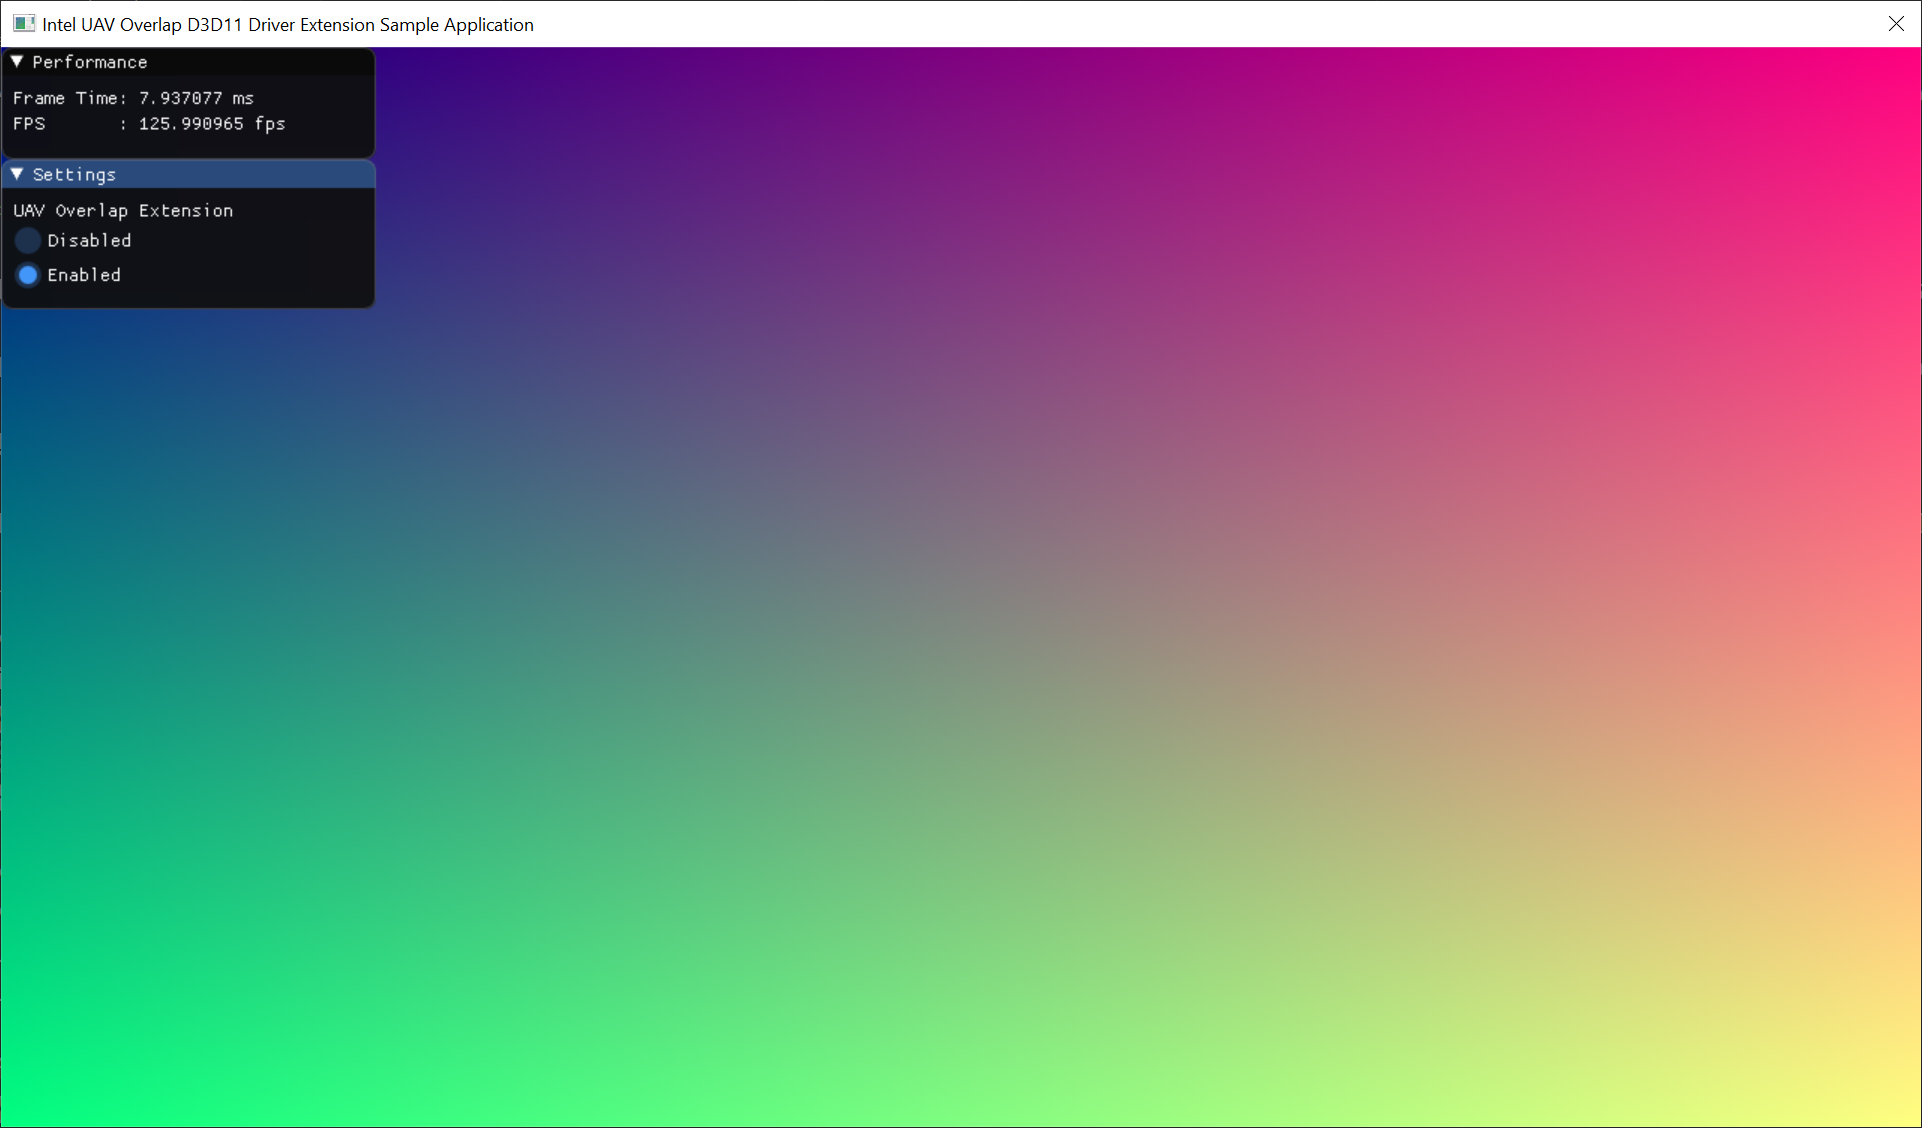 Intel UAV Overlap D3D11 Driver Extension Sample Application
Performance
Frame Time: 7.937077 ms
FPS       : 125.990965 fps
Settings
UAV Overlap Extension
Disabled
Enabled